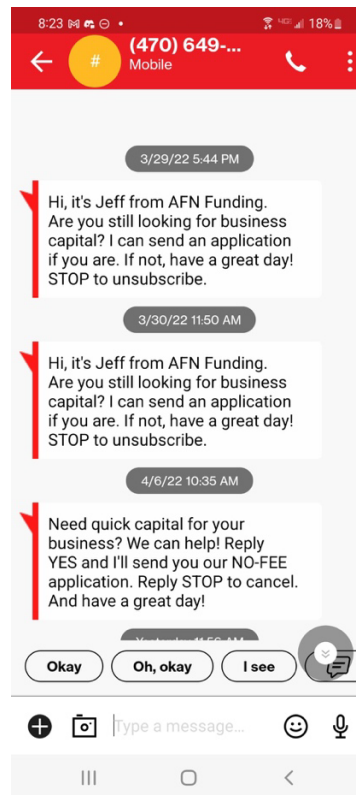 8:23 18%
(470) 649-...
#
Mobile
3/29/22 5:44 PM
Hi, it's Jeff from AFN Funding.
Are you still looking for business
capital? I can send an application
if you are. If not, have a great day!
STOP to unsubscribe.
3/30/22 11:50 AM
Hi, it's Jeff from AFN Funding.
Are you still looking for business
capital? I can send an application
if you are. If not, have a great day!
STOP to unsubscribe.
4/6/22 10:35 AM
Need quick capital for your
business? We can help! Reply
YES and I'll send you our NO-FEE
application. Reply STOP to cancel.
And have a great day!
Okay Oh, okay I see
Type a message...